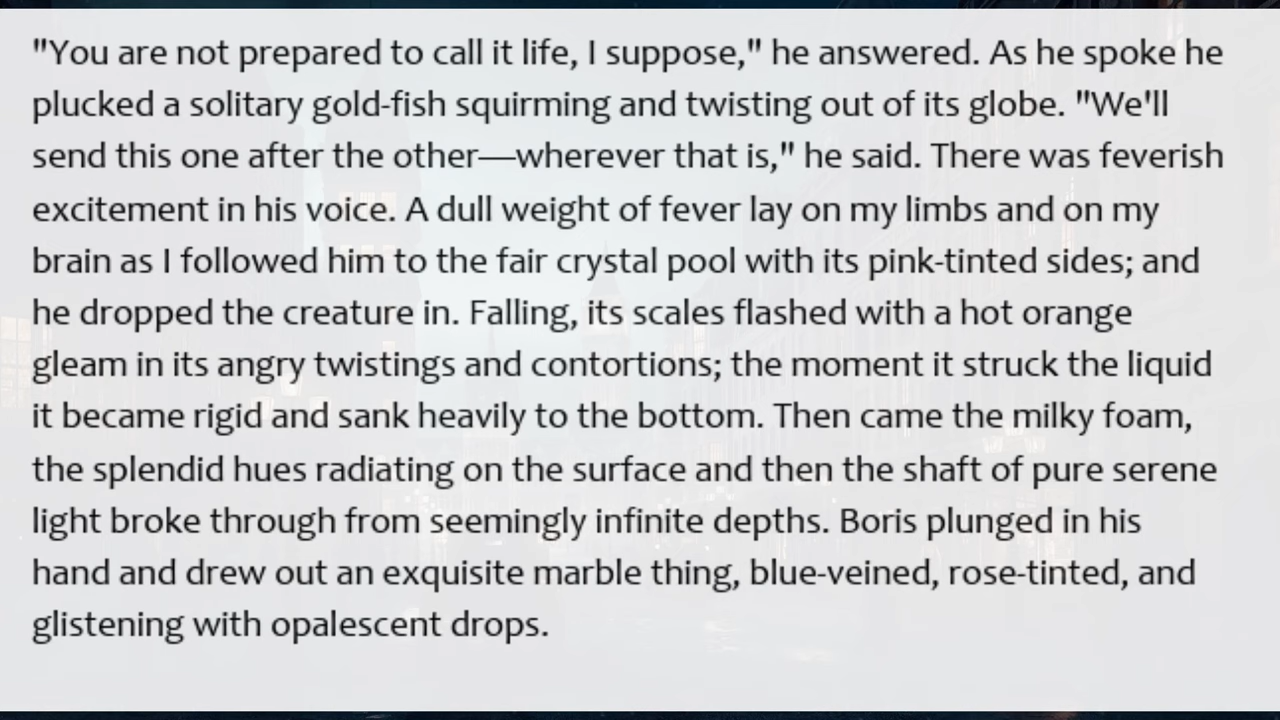 "You are not prepared to call it life, I suppose," he answered. As he spoke he
plucked a solitary gold-fish squirming and twisting out of its globe. "We'll
send this one after the other—wherever that is," he said. There was feverish
excitement in his voice. A dull weight of fever lay on my limbs and on my
brain as I followed him to the fair crystal pool with its pink-tinted sides; and
he dropped the creature in. Falling, its scales flashed with a hot orange
gleam in its angry twistings and contortions; the moment it struck the liquid
it became rigid and sank heavily to the bottom. Then came the milky foam,
the splendid hues radiating on the surface and then the shaft of pure serene
light broke through from seemingly infinite depths. Boris plunged in his
hand and drew out an exquisite marble thing, blue-veined, rose-tinted, and
glistening with opalescent drops.